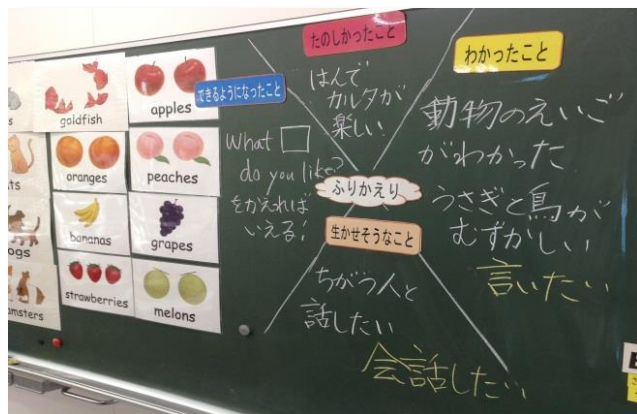 goldfish
apples
oranges
peaches
bananas
grapes
strawberries
melons
できるようになったこと
What □
do you like?
をかえれば
いえる!
たのしかったこと
はんで
カルタが
楽しい
わかったこと
動物のえいご
がわかった
うさぎと鳥が
むずかしい
言いたい
ふりかえり
生かせそうなこと
ちがう人と
話したい
会話したい